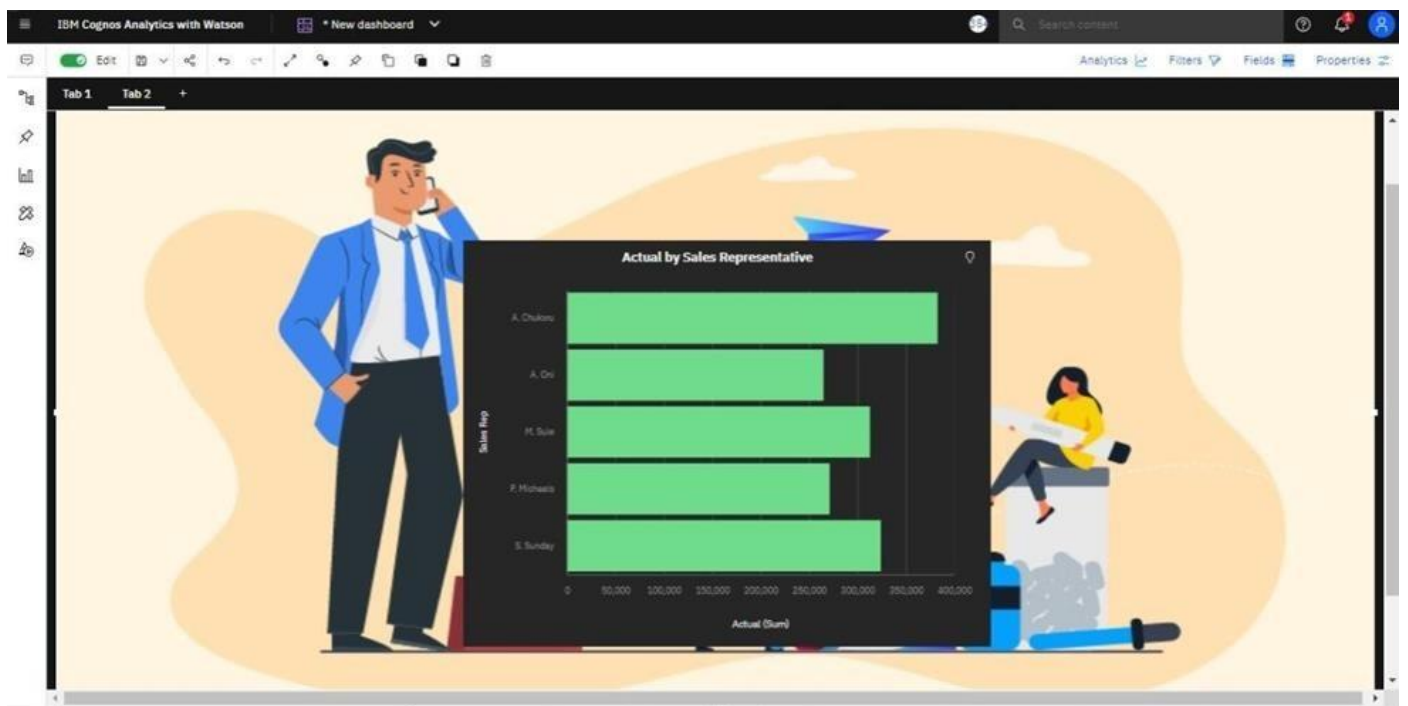 IBM Cognos Analytics with Watson
* New dashboard
Search content
Edit
Analytics
Filters
Fields
Properties
Tab 1
Tab 2
+
Actual by Sales Representative
Sales Rep
A. Chukwu
A. Oni
M. Sule
P. Michaels
S. Sunday
0 50,000 100,000 150,000 200,000 250,000 300,000 350,000 400,000
Actual (Sum)